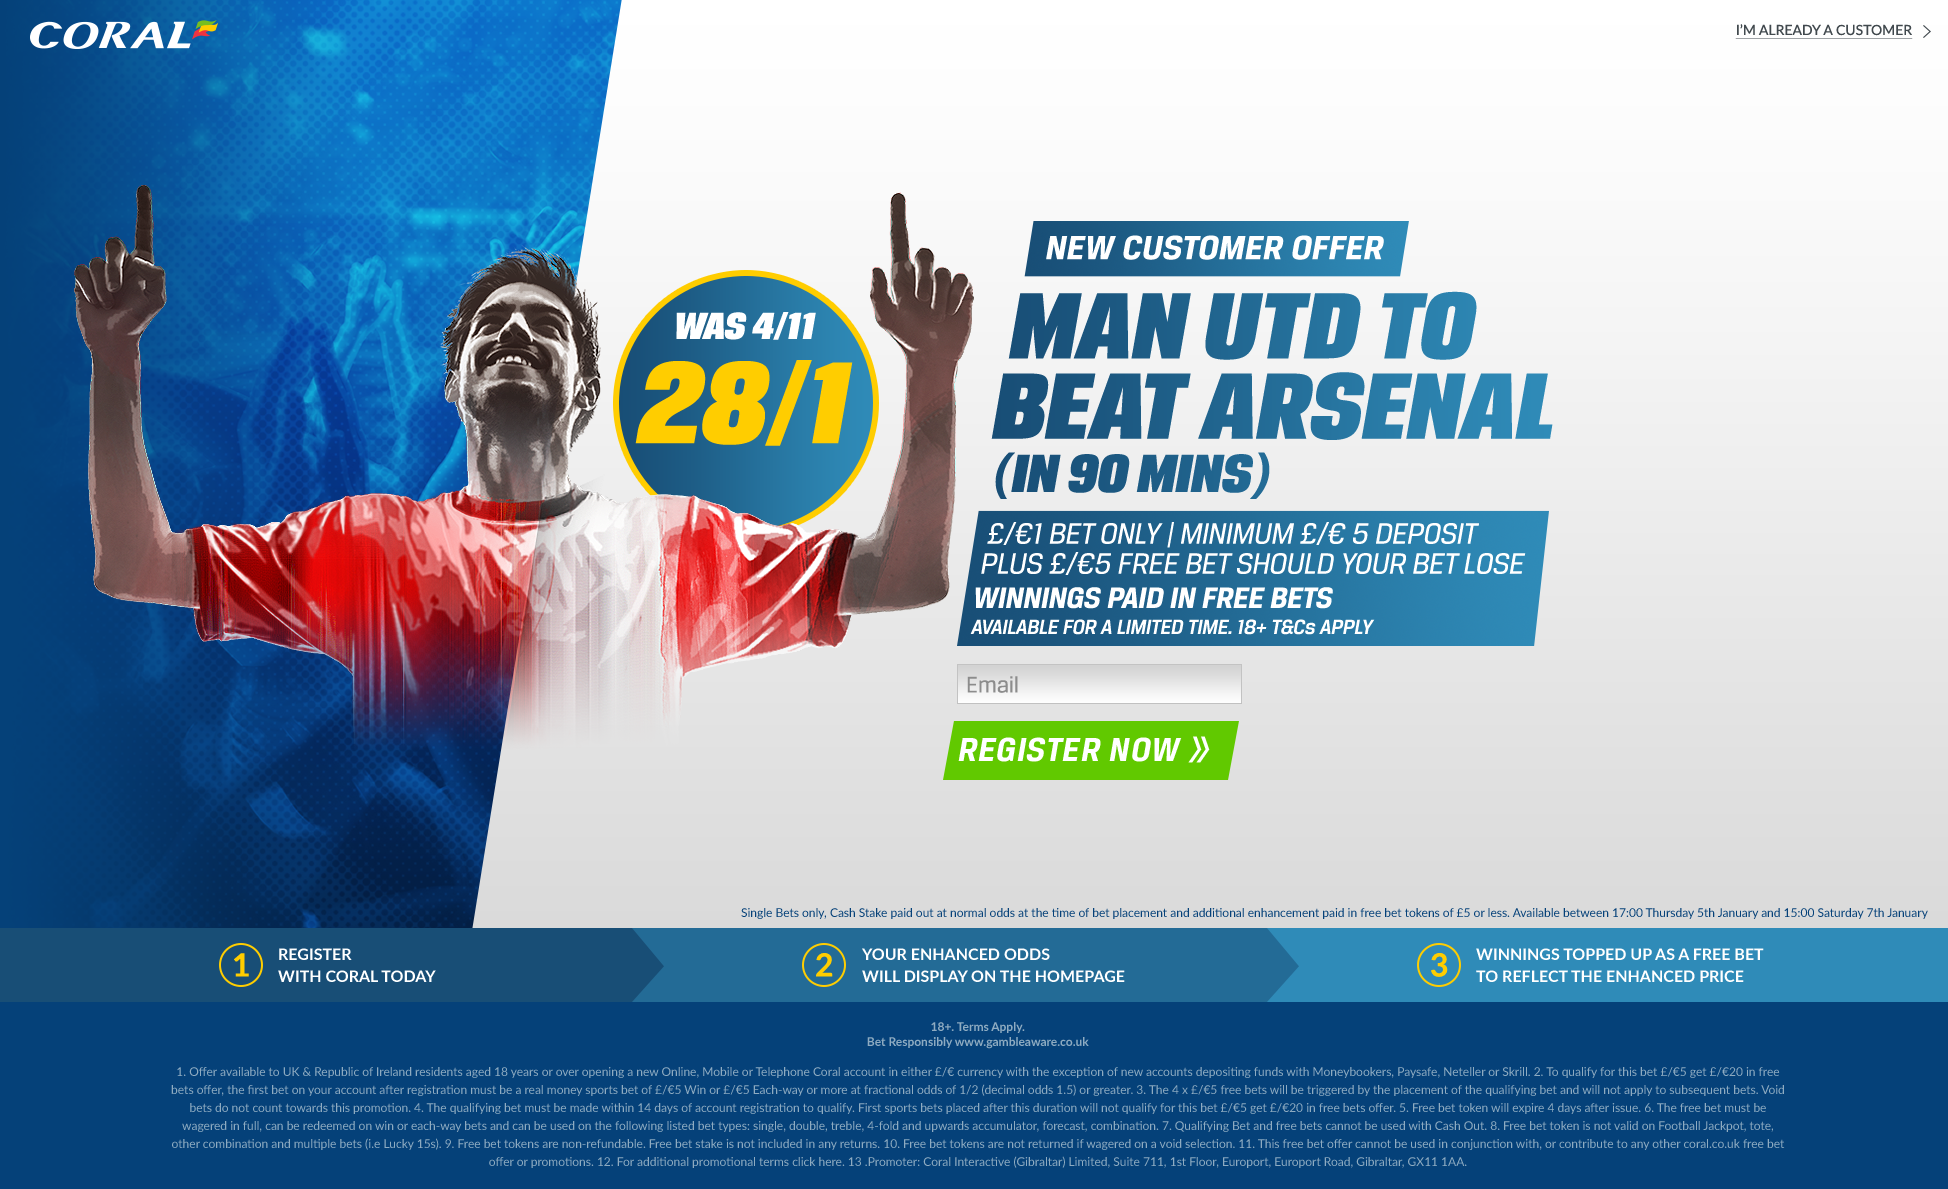 CORAL
I'M ALREADY A CUSTOMER
WAS 4/11
28/1
NEW CUSTOMER OFFER
MAN UTD TO
BEAT ARSENAL
(IN 90 MINS)
£/€1 BET ONLY | MINIMUM £/€ 5 DEPOSIT
PLUS £/€5 FREE BET SHOULD YOUR BET LOSE
WINNINGS PAID IN FREE BETS
AVAILABLE FOR A LIMITED TIME. 18+ T&Cs APPLY
Email
REGISTER NOW »
Single Bets only, Cash Stake paid out at normal odds at the time of bet placement and additional enhancement paid in free bet tokens of £5 or less. Available between 17:00 Thursday 5th January and 15:00 Saturday 7th January
1 REGISTER
WITH CORAL TODAY
2 YOUR ENHANCED ODDS
WILL DISPLAY ON THE HOMEPAGE
3 WINNINGS TOPPED UP AS A FREE BET
TO REFLECT THE ENHANCED PRICE
18+. Terms Apply.
Bet Responsibly www.gambleaware.co.uk
1. Offer available to UK & Republic of Ireland residents aged 18 years or over opening a new Online, Mobile or Telephone Coral account in either £/€ currency with the exception of new accounts depositing funds with Moneybookers, Paysafe, Neteller or Skrill. 2. To qualify for this bet £/€5 get £/€20 in free
bets offer, the first bet on your account after registration must be a real money sports bet of £/€5 Win or £/€5 Each-way or more at fractional odds of 1/2 (decimal odds 1.5) or greater. 3. The 4 x £/€5 free bets will be triggered by the placement of the qualifying bet and will not apply to subsequent bets. Void
bets do not count towards this promotion. 4. The qualifying bet must be made within 14 days of account registration to qualify. First sports bets placed after this duration will not qualify for this bet £/€5 get £/€20 in free bets offer. 5. Free bet token will expire 4 days after issue. 6. The free bet must be
wagered in full, can be redeemed on win or each-way bets and can be used on the following listed bet types: single, double, treble, 4-fold and upwards accumulator, forecast, combination. 7. Qualifying Bet and free bets cannot be used with Cash Out. 8. Free bet token is not valid on Football Jackpot, tote,
other combination and multiple bets (i.e Lucky 15s). 9. Free bet tokens are non-refundable. Free bet stake is not included in any returns. 10. Free bet tokens are not returned if wagered on a void selection. 11. This free bet offer cannot be used in conjunction with, or contribute to any other coral.co.uk free bet
offer or promotions. 12. For additional promotional terms click here. 13 .Promoter: Coral Interactive (Gibraltar) Limited, Suite 711, 1st Floor, Europort, Europort Road, Gibraltar, GX11 1AA.